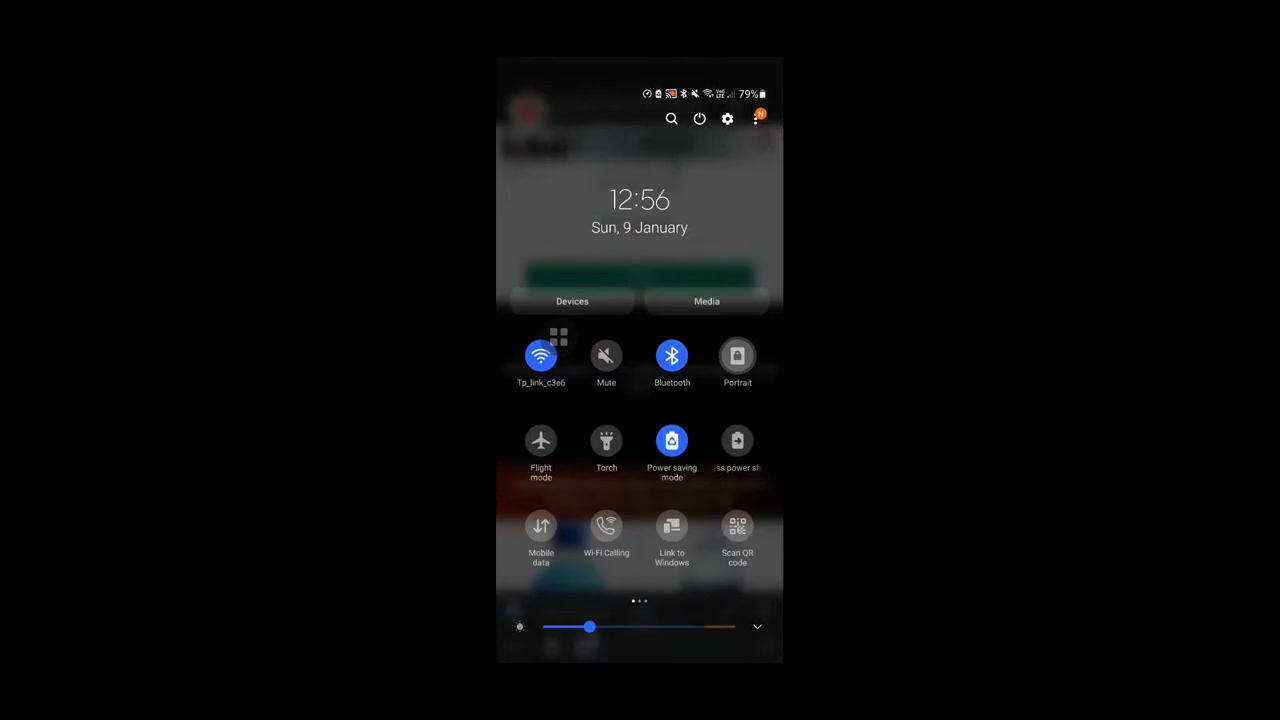 79%
N
12:56
Sun, 9 January
Devices
Media
Tp_link_c3e6
Mute
Bluetooth
Portrait
Flight
mode
Torch
Power saving
mode
ess power sh
Mobile
data
Wi-Fi Calling
Link to
Windows
Scan QR
code